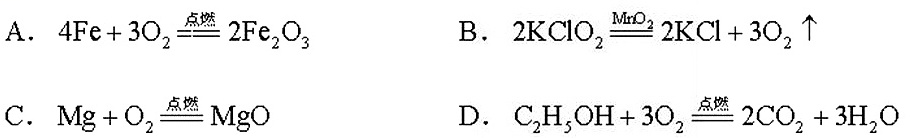 A. 4Fe + 3O₂ =点燃= 2Fe₂O₃ B. 2KClO₂ =MnO₂= 2KCl + 3O₂ ↑
C. Mg + O₂ =点燃= MgO D. C₂H₅OH + 3O₂ =点燃= 2CO₂ + 3H₂O